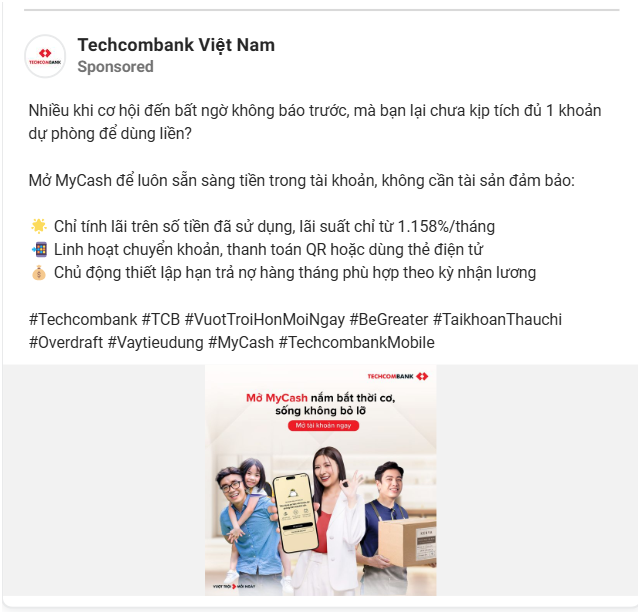 TECHCOMBANK
Techcombank Việt Nam
Sponsored
Nhiều khi cơ hội đến bất ngờ không báo trước, mà bạn lại chưa kịp tích đủ 1 khoản
dự phòng để dùng liền?
Mở MyCash để luôn sẵn sàng tiền trong tài khoản, không cần tài sản đảm bảo:
🌟 Chỉ tính lãi trên số tiền đã sử dụng, lãi suất chỉ từ 1.158%/tháng
📲 Linh hoạt chuyển khoản, thanh toán QR hoặc dùng thẻ điện tử
💰 Chủ động thiết lập hạn trả nợ hàng tháng phù hợp theo kỳ nhận lương
#Techcombank #TCB #VuotTroiHonMoiNgay #BeGreater #TaikhoanThauchi
#Overdraft #Vaytieudung #MyCash #TechcombankMobile
TECHCOMBANK
Mở MyCash nắm bắt thời cơ,
sống không bỏ lỡ
Mở tài khoản ngay
VƯỢT TRỘI MỖI NGÀY